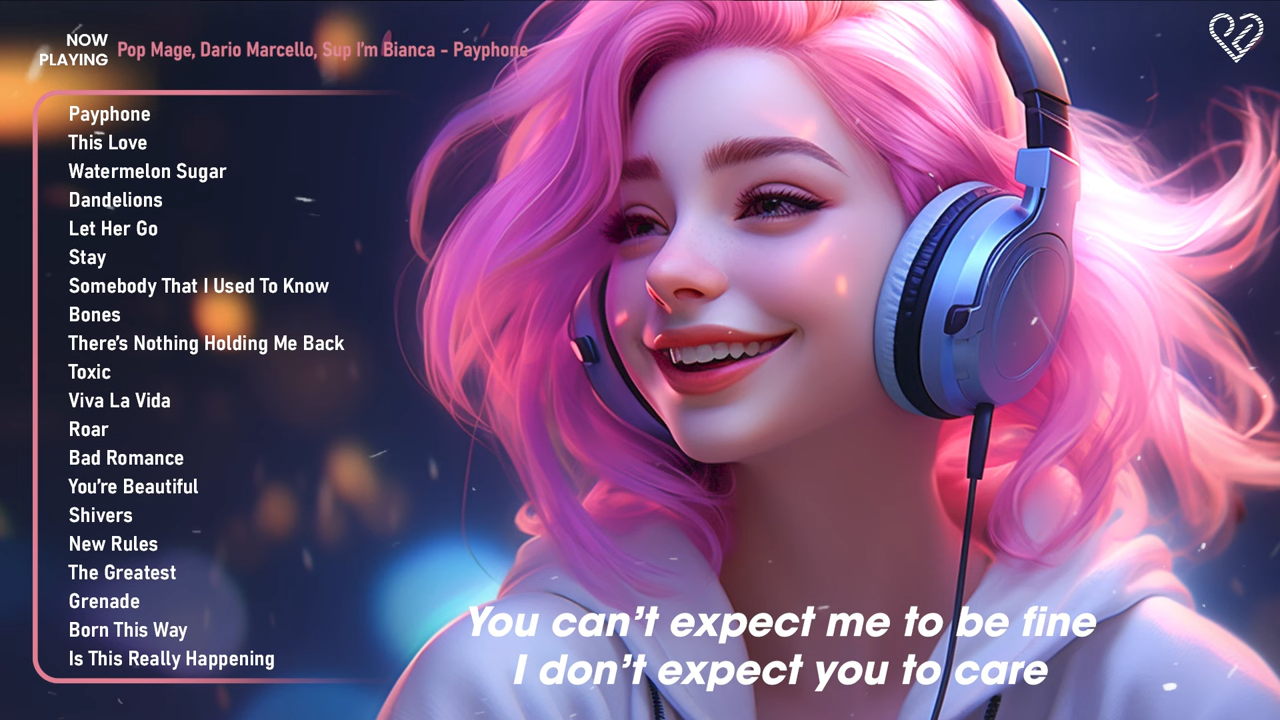 NOW
PLAYING
Pop Mage, Dario Marcello, Sup I'm Bianca - Payphone
Payphone
This Love
Watermelon Sugar
Dandelions
Let Her Go
Stay
Somebody That I Used To Know
Bones
There's Nothing Holding Me Back
Toxic
Viva La Vida
Roar
Bad Romance
You're Beautiful
Shivers
New Rules
The Greatest
Grenade
Born This Way
Is This Really Happening
You can't expect me to be fine
I don't expect you to care